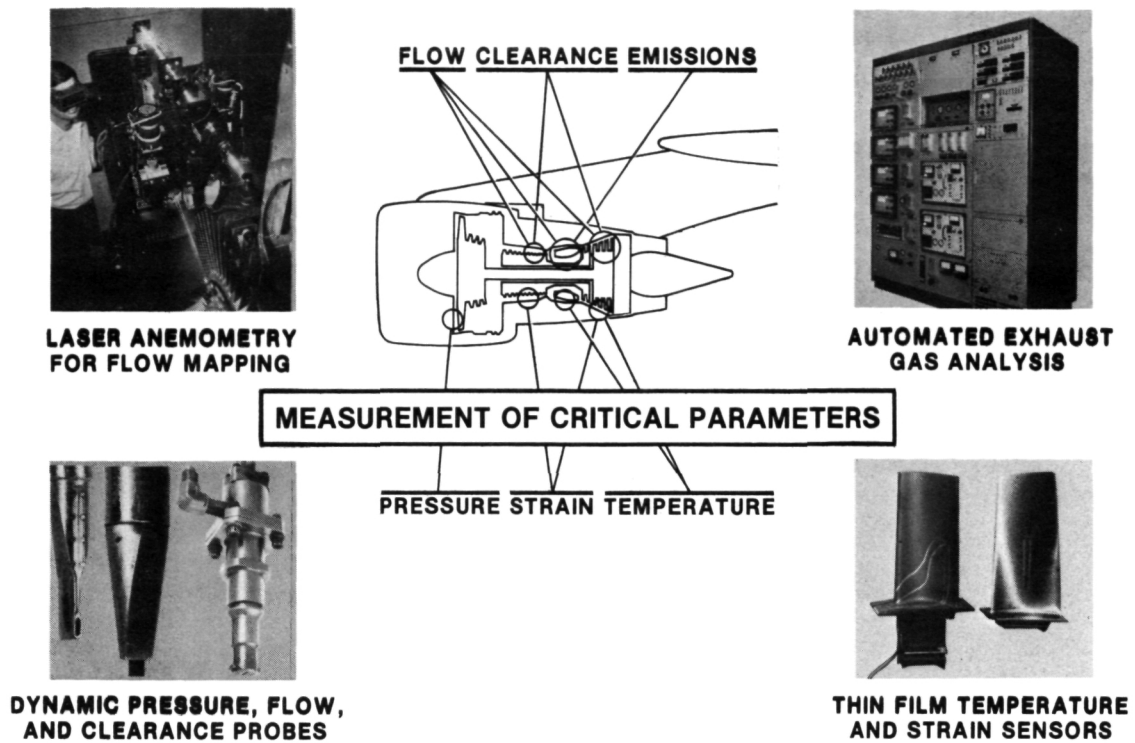 FLOW CLEARANCE EMISSIONS
LASER ANEMOMETRY
FOR FLOW MAPPING
AUTOMATED EXHAUST
GAS ANALYSIS
MEASUREMENT OF CRITICAL PARAMETERS
PRESSURE STRAIN TEMPERATURE
DYNAMIC PRESSURE, FLOW,
AND CLEARANCE PROBES
THIN FILM TEMPERATURE
AND STRAIN SENSORS